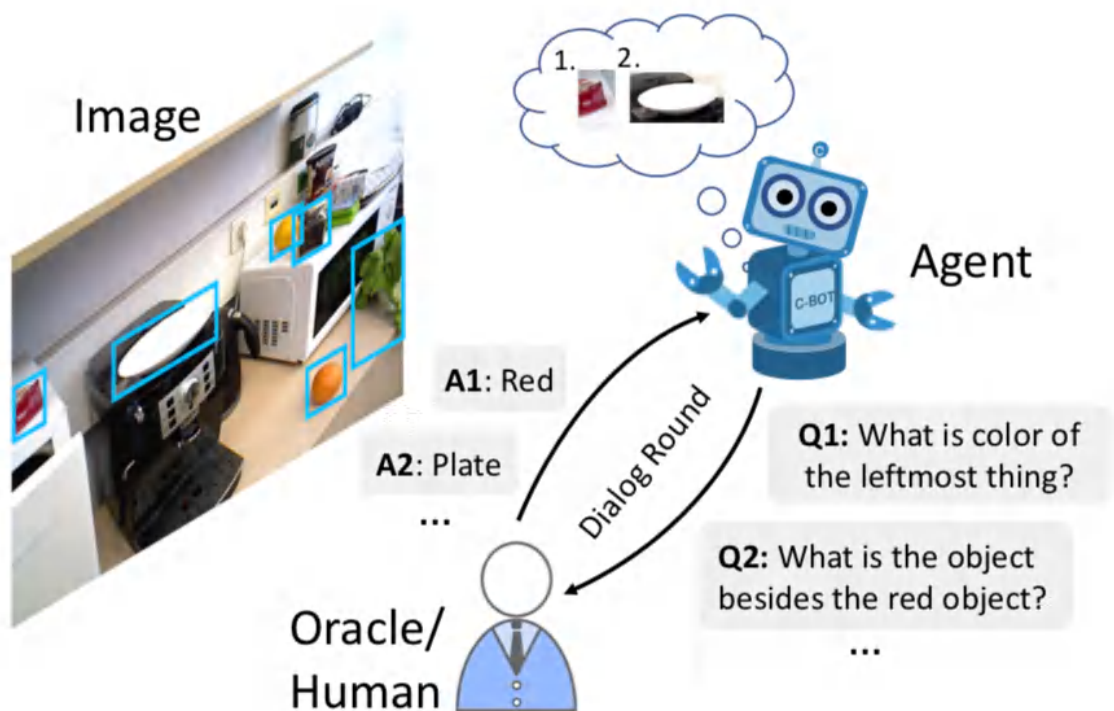 Image
1.
2.
C
Agent
C-BOT
A1: Red
A2: Plate
...
Dialog Round
Q1: What is color of
the leftmost thing?
Q2: What is the object
besides the red object?
...
Oracle/
Human